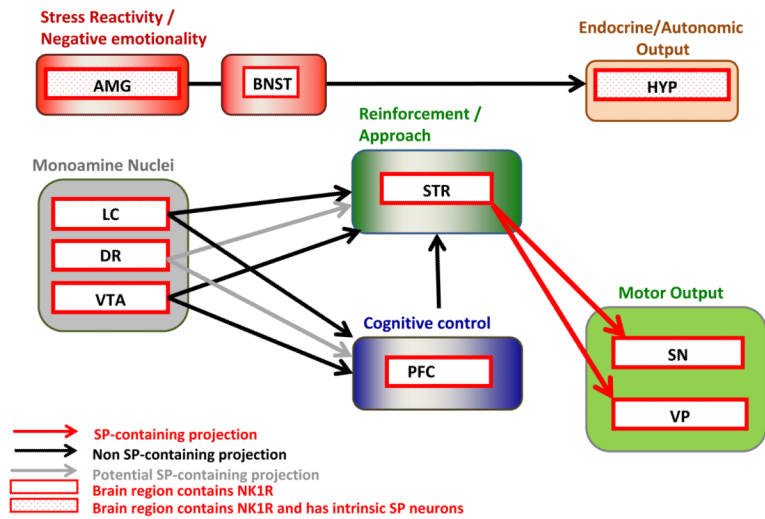 Stress Reactivity /
Negative emotionality
Endocrine/Autonomic
Output
AMG
BNST
HYP
Reinforcement /
Approach
Monoamine Nuclei
STR
LC
DR
VTA
Motor Output
Cognitive control
SN
PFC
VP
SP-containing projection
Non SP-containing projection
Potential SP-containing projection
Brain region contains NK1R
Brain region contains NK1R and has intrinsic SP neurons